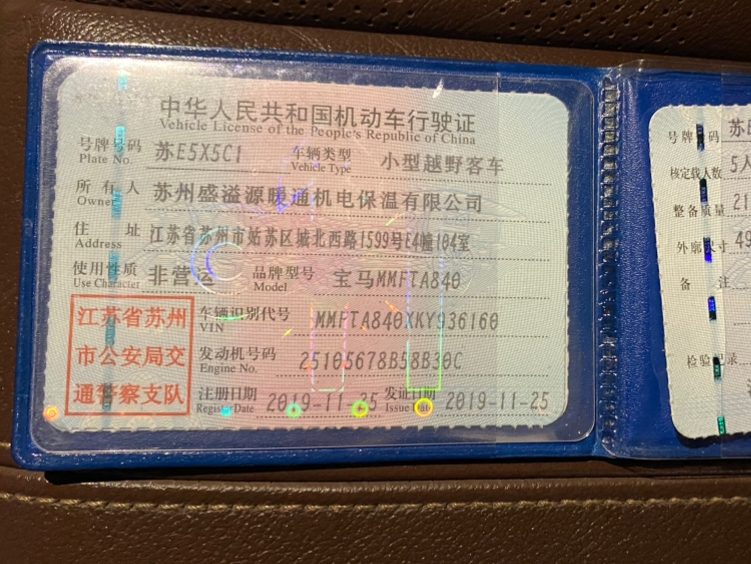 中华人民共和国机动车行驶证
Vehicle License of the People's Republic of China
号牌号码 苏E5X5C1 车辆类型 小型越野客车
Plate No. Vehicle Type
所有人 苏州盛溢源暖通机电保温有限公司
Owner
住址 江苏省苏州市姑苏区城北西路1599号E4幢104室
Address
使用性质 非营运 品牌型号 宝马MMFTA840
Use Character Model
江苏省苏州
市公安局交
通警察支队
车辆识别代号 MMFTA840XKY936160
VIN
发动机号码 25105678B58B30C
Engine No.
注册日期 2019-11-25 发证日期 2019-11-25
Register Date Issue Date
号牌号码 苏E
核定载人数 5人
整备质量 21
外廓尺寸 49
备注
检验记录